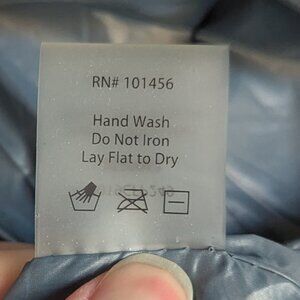 RN# 101456
Hand Wash
Do Not Iron
Lay Flat to Dry